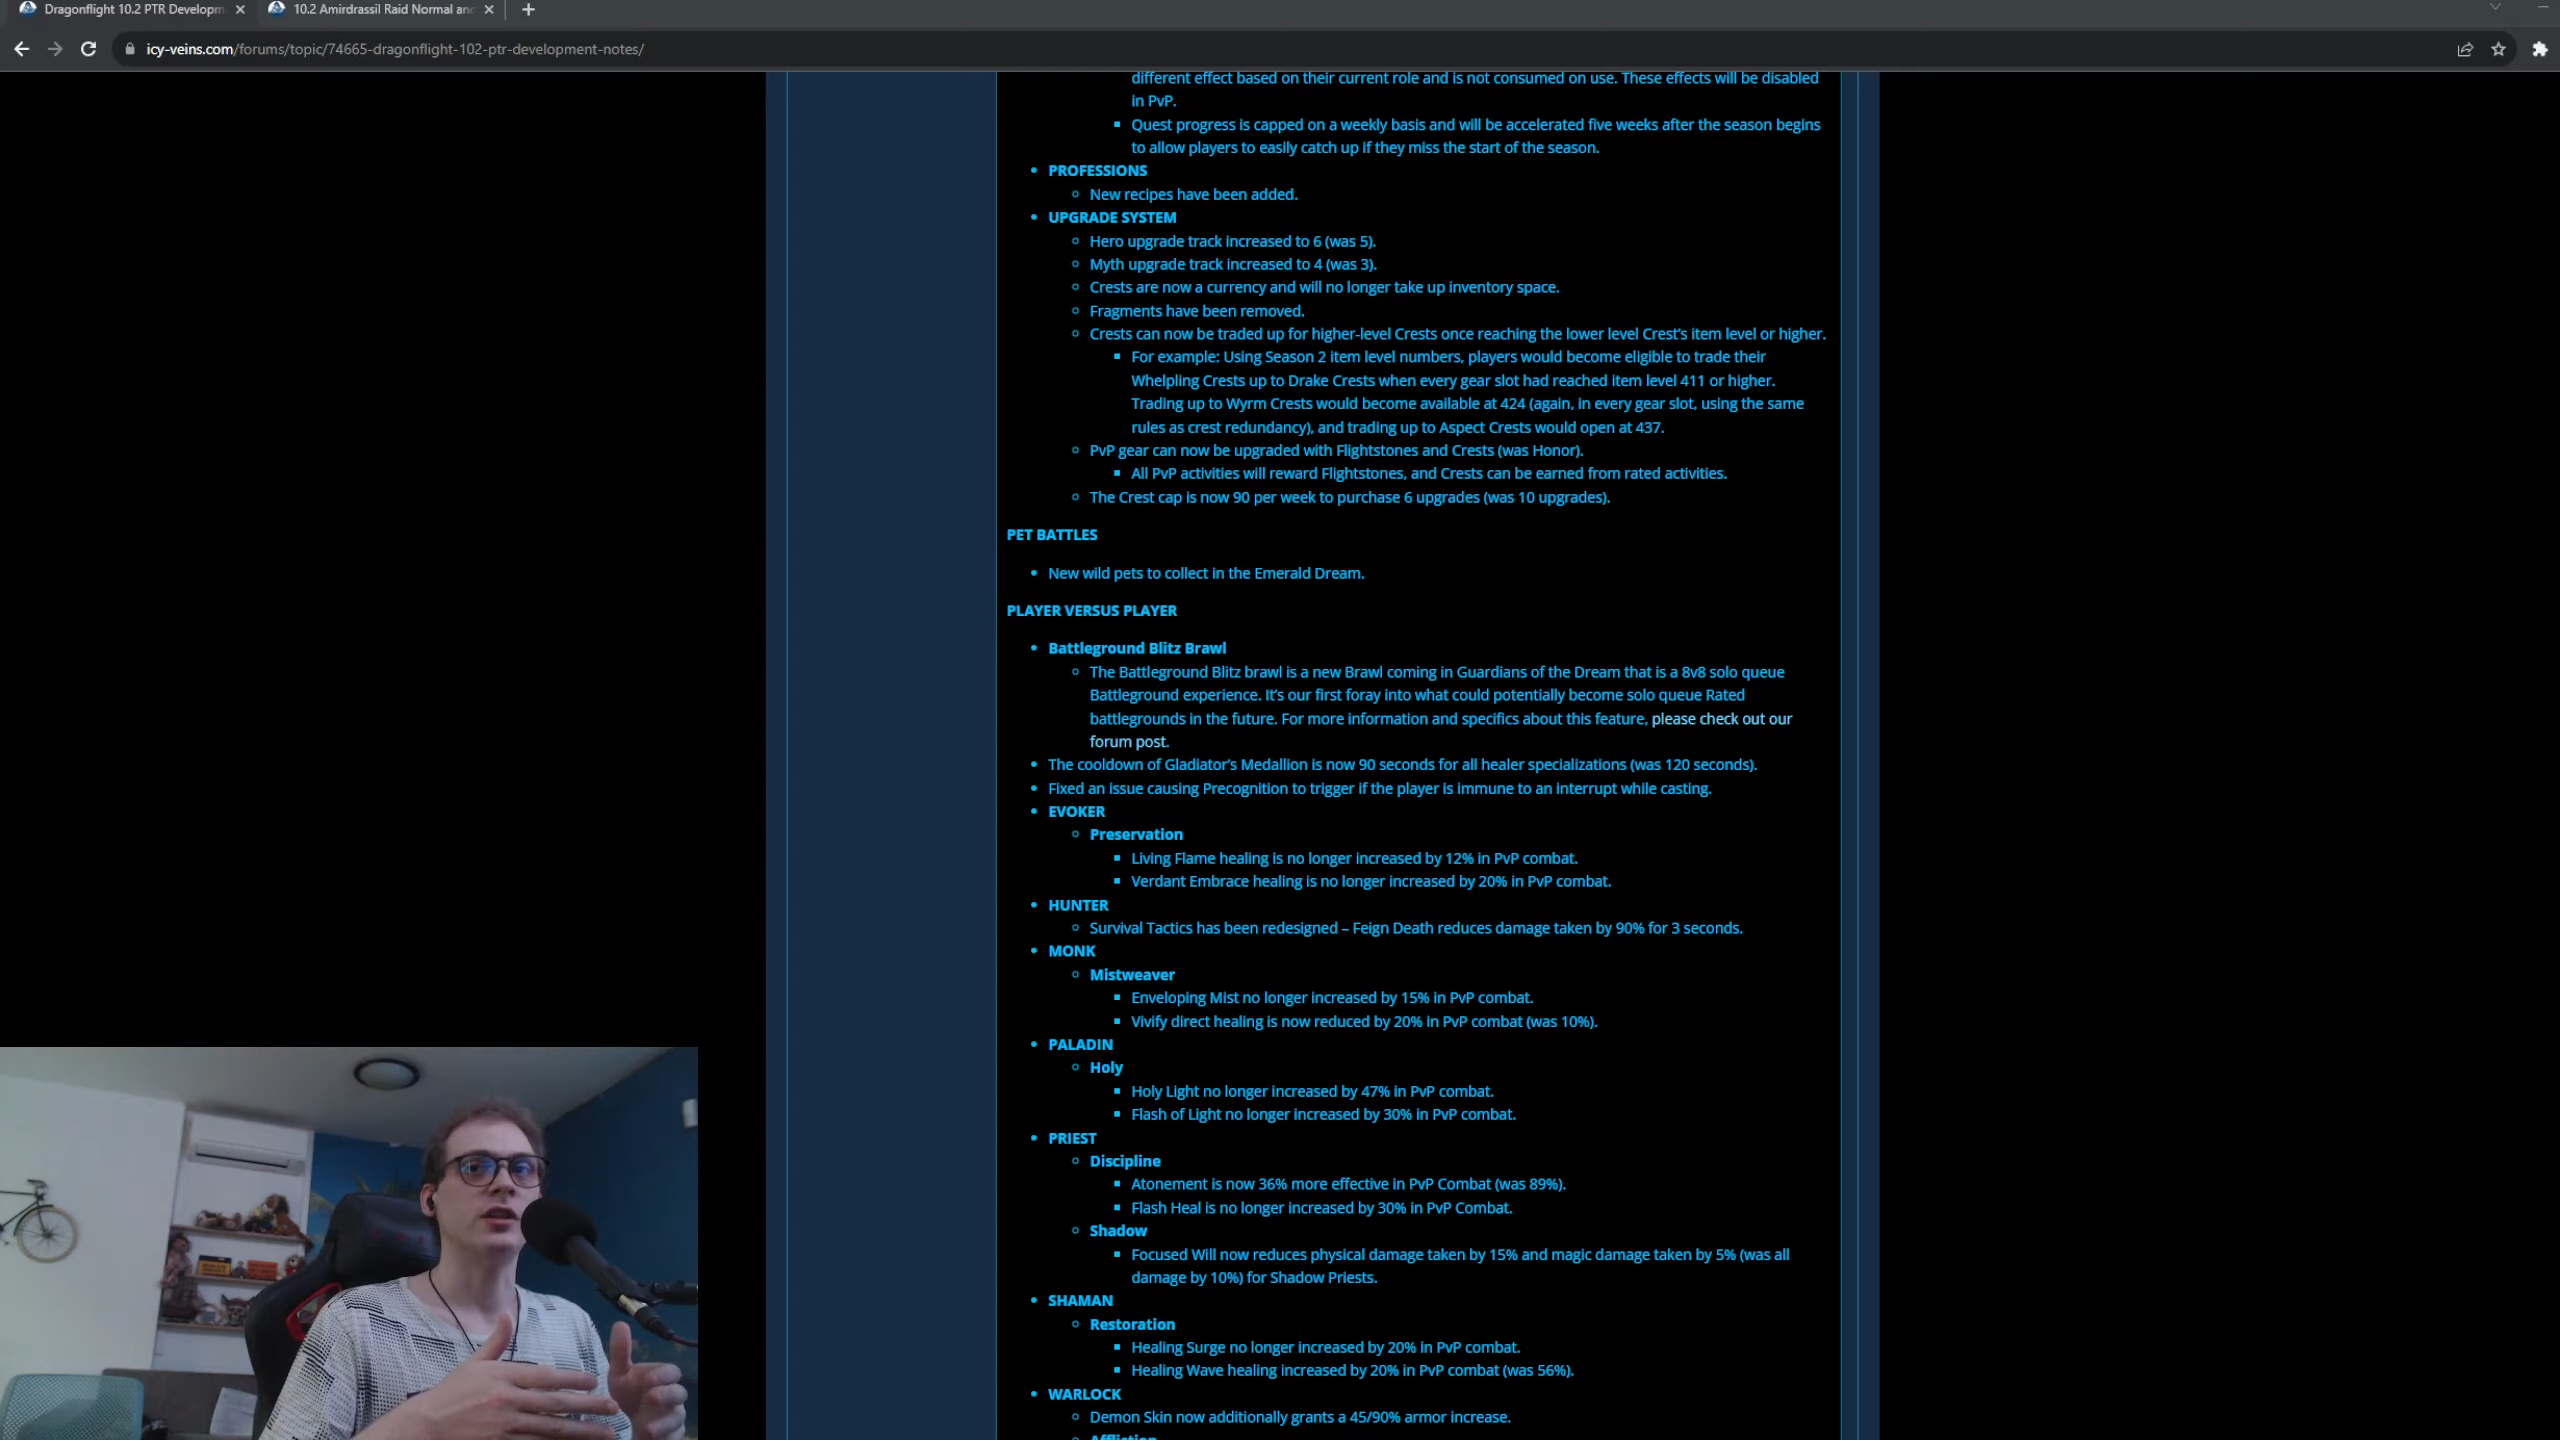 Dragonflight 10.2 PTR Developm
10.2 Amirdrassil Raid Normal and
icy-veins.com/forums/topic/74665-dragonflight-102-ptr-development-notes/
different effect based on their current role and is not consumed on use. These effects will be disabled
in PvP.
Quest progress is capped on a weekly basis and will be accelerated five weeks after the season begins
to allow players to easily catch up if they miss the start of the season.
PROFESSIONS
New recipes have been added.
UPGRADE SYSTEM
Hero upgrade track increased to 6 (was 5).
Myth upgrade track increased to 4 (was 3).
Crests are now a currency and will no longer take up inventory space.
Fragments have been removed.
Crests can now be traded up for higher-level Crests once reaching the lower level Crest's item level or higher.
For example: Using Season 2 item level numbers, players would become eligible to trade their
Whelpling Crests up to Drake Crests when every gear slot had reached item level 411 or higher.
Trading up to Wyrm Crests would become available at 424 (again, in every gear slot, using the same
rules as crest redundancy), and trading up to Aspect Crests would open at 437.
PvP gear can now be upgraded with Flightstones and Crests (was Honor).
All PvP activities will reward Flightstones, and Crests can be earned from rated activities.
The Crest cap is now 90 per week to purchase 6 upgrades (was 10 upgrades).
PET BATTLES
New wild pets to collect in the Emerald Dream.
PLAYER VERSUS PLAYER
Battleground Blitz Brawl
The Battleground Blitz brawl is a new Brawl coming in Guardians of the Dream that is a 8v8 solo queue
Battleground experience. It's our first foray into what could potentially become solo queue Rated
battlegrounds in the future. For more information and specifics about this feature, please check out our
forum post.
The cooldown of Gladiator's Medallion is now 90 seconds for all healer specializations (was 120 seconds).
Fixed an issue causing Precognition to trigger if the player is immune to an interrupt while casting.
EVOKER
Preservation
Living Flame healing is no longer increased by 12% in PvP combat.
Verdant Embrace healing is no longer increased by 20% in PvP combat.
HUNTER
Survival Tactics has been redesigned – Feign Death reduces damage taken by 90% for 3 seconds.
MONK
Mistweaver
Enveloping Mist no longer increased by 15% in PvP combat.
Vivify direct healing is now reduced by 20% in PvP combat (was 10%).
PALADIN
Holy
Holy Light no longer increased by 47% in PvP combat.
Flash of Light no longer increased by 30% in PvP combat.
PRIEST
Discipline
Atonement is now 36% more effective in PvP Combat (was 89%).
Flash Heal is no longer increased by 30% in PvP Combat.
Shadow
Focused Will now reduces physical damage taken by 15% and magic damage taken by 5% (was all
damage by 10%) for Shadow Priests.
SHAMAN
Restoration
Healing Surge no longer increased by 20% in PvP combat.
Healing Wave healing increased by 20% in PvP combat (was 56%).
WARLOCK
Demon Skin now additionally grants a 45/90% armor increase.
Affliction